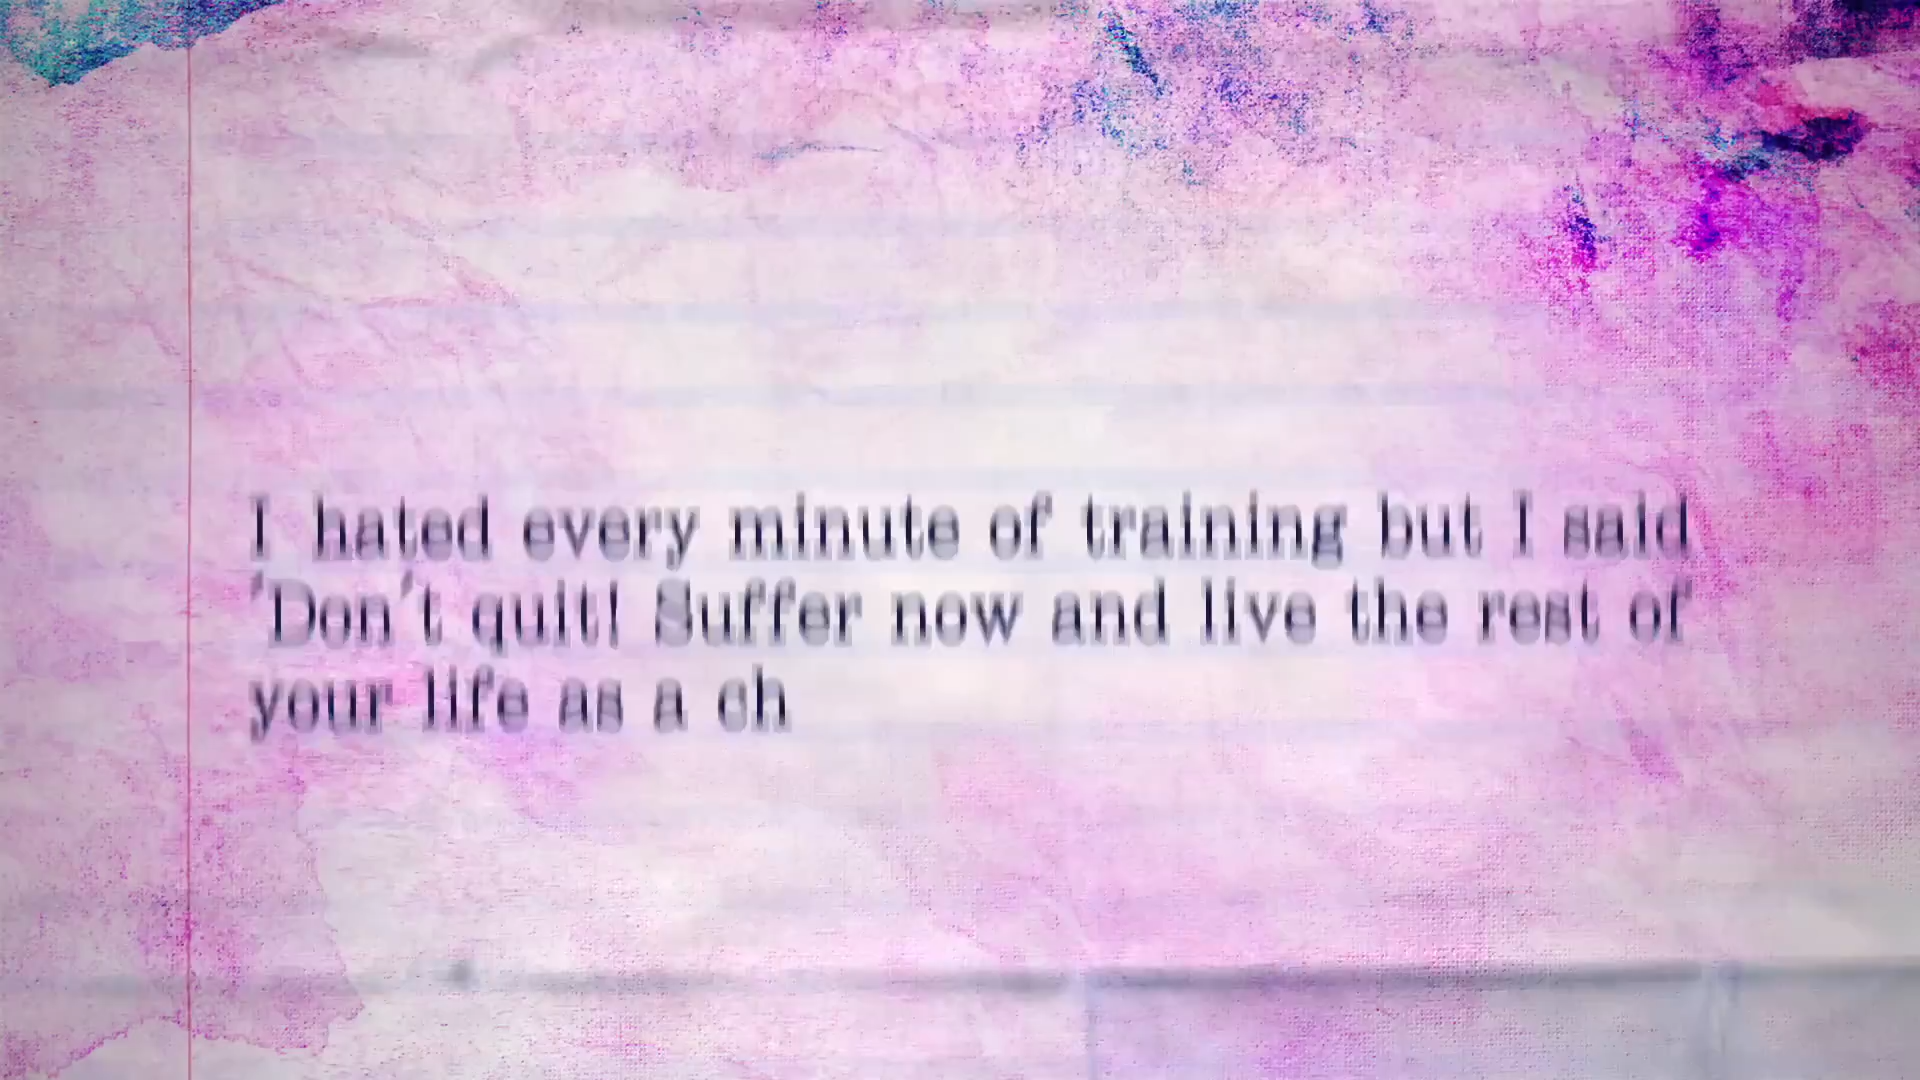 I hated every minute of training but I said
'Don't quit! Suffer now and live the rest of
your life as a ch